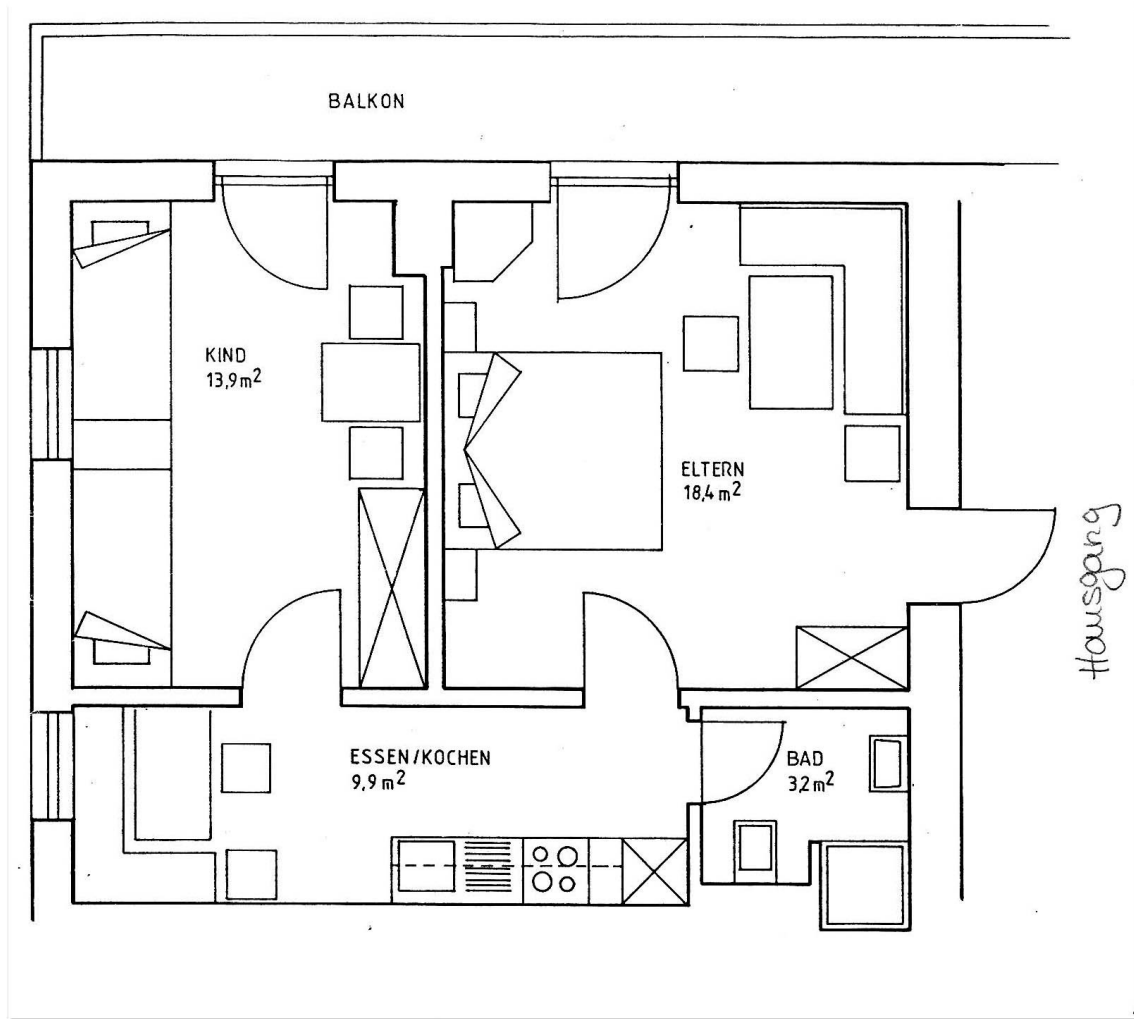 BALKON
KIND
13,9 m²
ELTERN
18,4 m²
Hausgang
ESSEN/KOCHEN
9,9 m²
BAD
3,2 m²